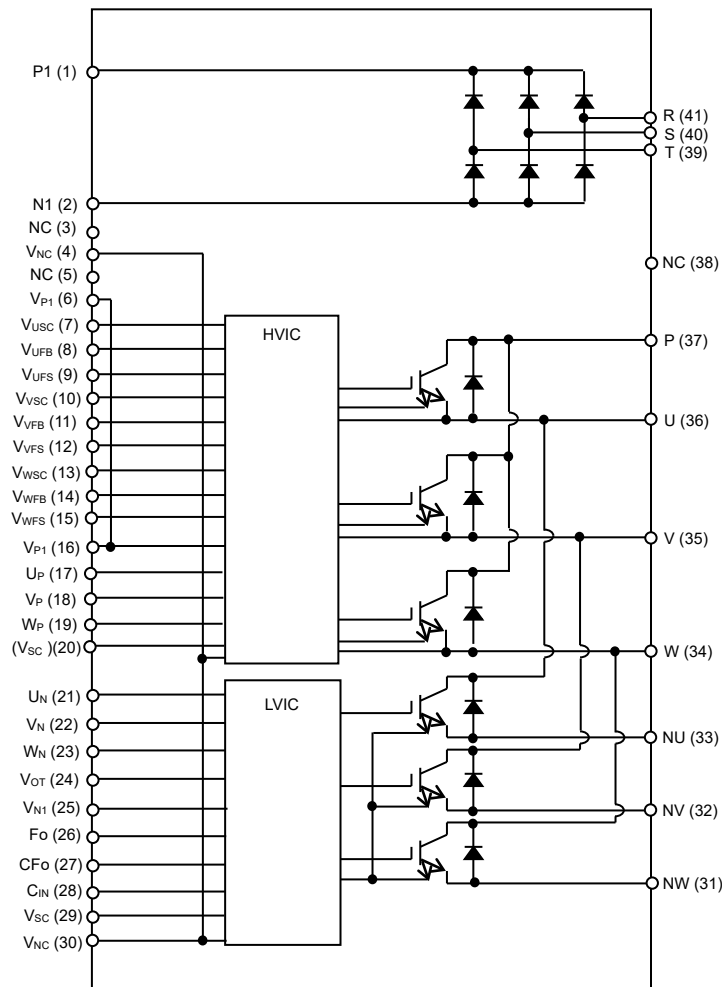 P1 (1)
R (41)
S (40)
T (39)
N1 (2)
NC (3)
VNC (4)
NC (5)
NC (38)
VP1 (6)
VUSC (7)
HVIC
P (37)
VUFB (8)
VUFS (9)
VVSC (10)
VVFB (11)
U (36)
VVFS (12)
VWSC (13)
VWFB (14)
VWFS (15)
V (35)
VP1 (16)
UP (17)
VP (18)
WP (19)
(VSC )(20)
W (34)
UN (21)
LVIC
VN (22)
NU (33)
WN (23)
VOT (24)
VN1 (25)
NV (32)
Fo (26)
CFo (27)
CIN (28)
NW (31)
VSC (29)
VNC (30)